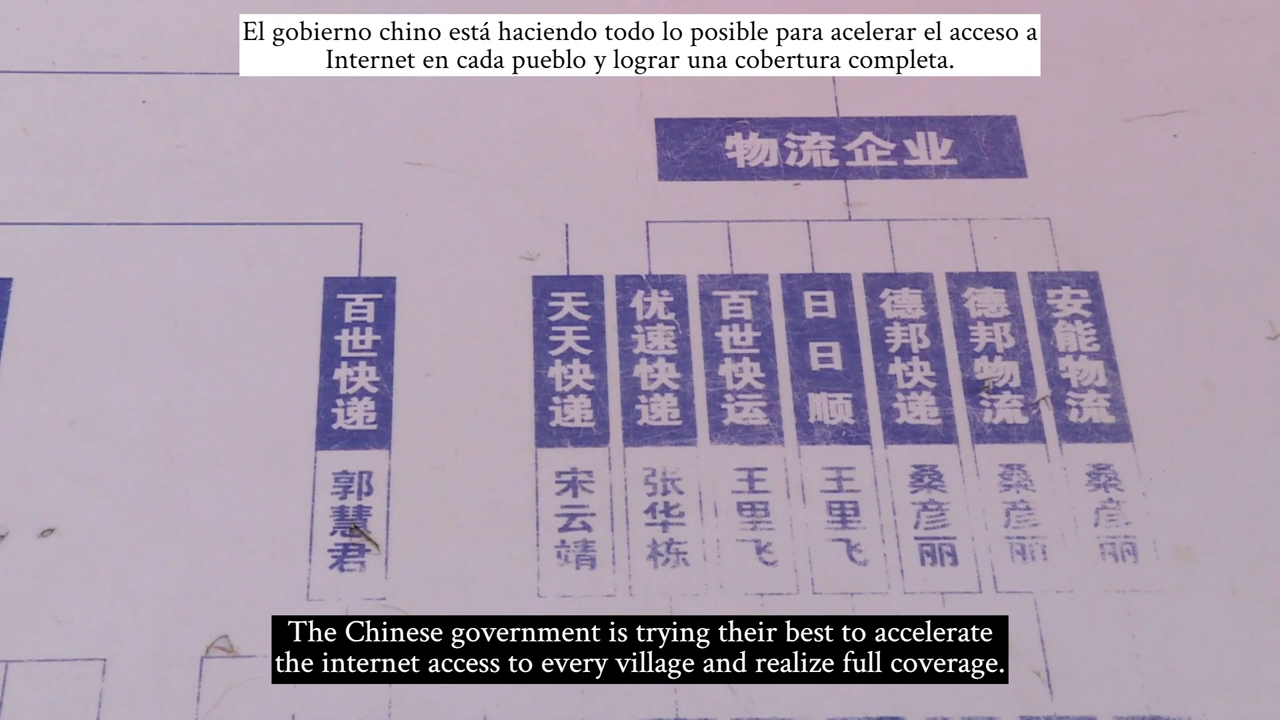 El gobierno chino está haciendo todo lo posible para acelerar el acceso a
Internet en cada pueblo y lograr una cobertura completa.
物流企业
百世快递
郭慧君
天天快递
宋云靖
优速快递
张华栋
百世快运
王里飞
日日顺
王里飞
德邦快递
桑彦丽
德邦物流
桑彦丽
安能物流
桑彦丽
The Chinese government is trying their best to accelerate
the internet access to every village and realize full coverage.